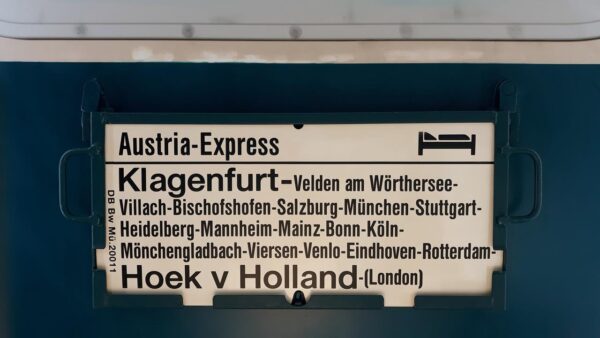 Austria-Express
Klagenfurt-Velden am Wörthersee-
Villach-Bischofshofen-Salzburg-München-Stuttgart-
Heidelberg-Mannheim-Mainz-Bonn-Köln-
Mönchengladbach-Viersen-Venlo-Eindhoven-Rotterdam-
Hoek v Holland-(London)
DB Bw Mü.20011